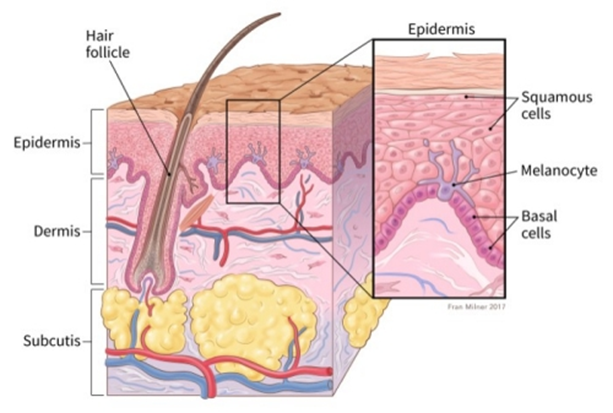 Hair
follicle
Epidermis
Dermis
Subcutis
Epidermis
Squamous
cells
Melanocyte
Basal
cells
Fran Milner 2017